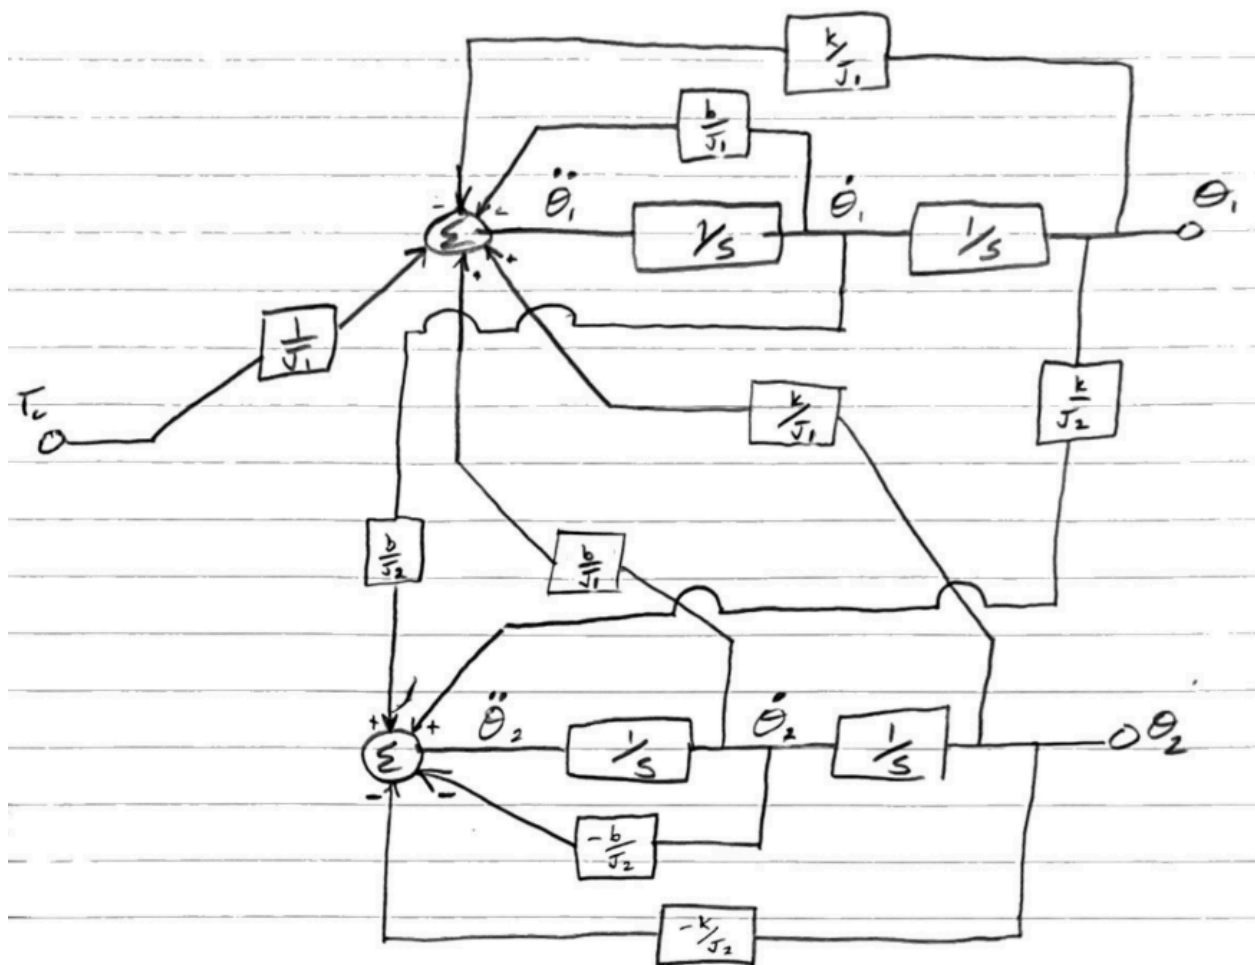 k/J₁
b/J₁
- -
θ̈₁
θ̇₁
θ₁
Σ
1/S
1/S
+ +
1/J₁
k/J₁
k/J₂
b/J₂
b/J₁
+ +
θ̈₂
θ̇₂
θ₂
Σ
1/S
1/S
- -
-b/J₂
-k/J₂